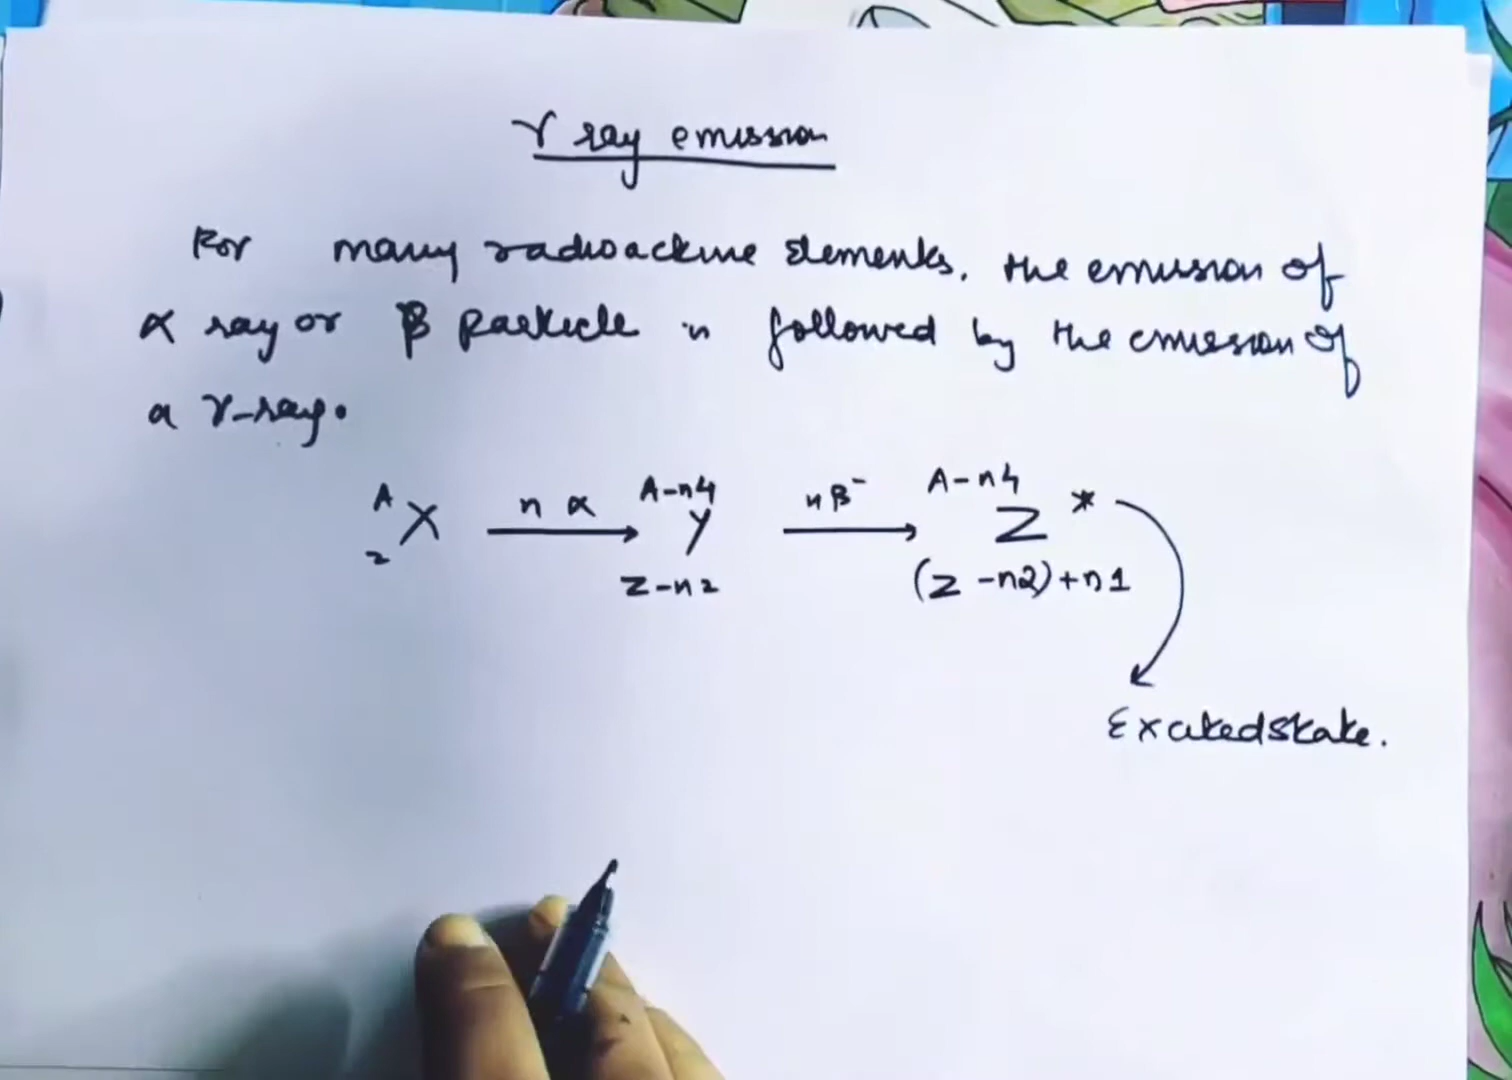 γ ray emission
For many radioactive elements, the emission of
α ray or β particle is followed by the emission of
a γ-ray.
A X z n α → A-n4 Y Z-n2 n β⁻ → A-n4 Z * (Z-n2)+n1
Excited state.